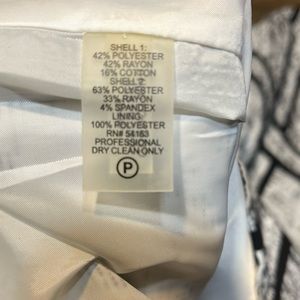 SHELL 1:
42% POLYESTER
42% RAYON
16% COTTON
SHELL 2:
63% POLYESTER
33% RAYON
4% SPANDEX
LINING:
100% POLYESTER
RN# 54163
PROFESSIONAL
DRY CLEAN ONLY
P